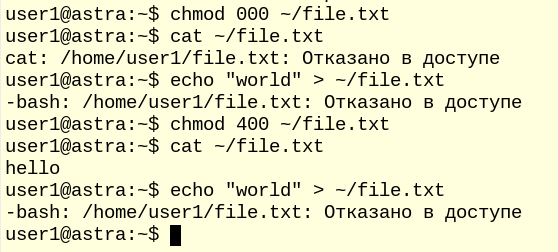 user1@astra:~$ chmod 000 ~/file.txt
user1@astra:~$ cat ~/file.txt
cat: /home/user1/file.txt: Отказано в доступе
user1@astra:~$ echo "world" > ~/file.txt
-bash: /home/user1/file.txt: Отказано в доступе
user1@astra:~$ chmod 400 ~/file.txt
user1@astra:~$ cat ~/file.txt
hello
user1@astra:~$ echo "world" > ~/file.txt
-bash: /home/user1/file.txt: Отказано в доступе
user1@astra:~$